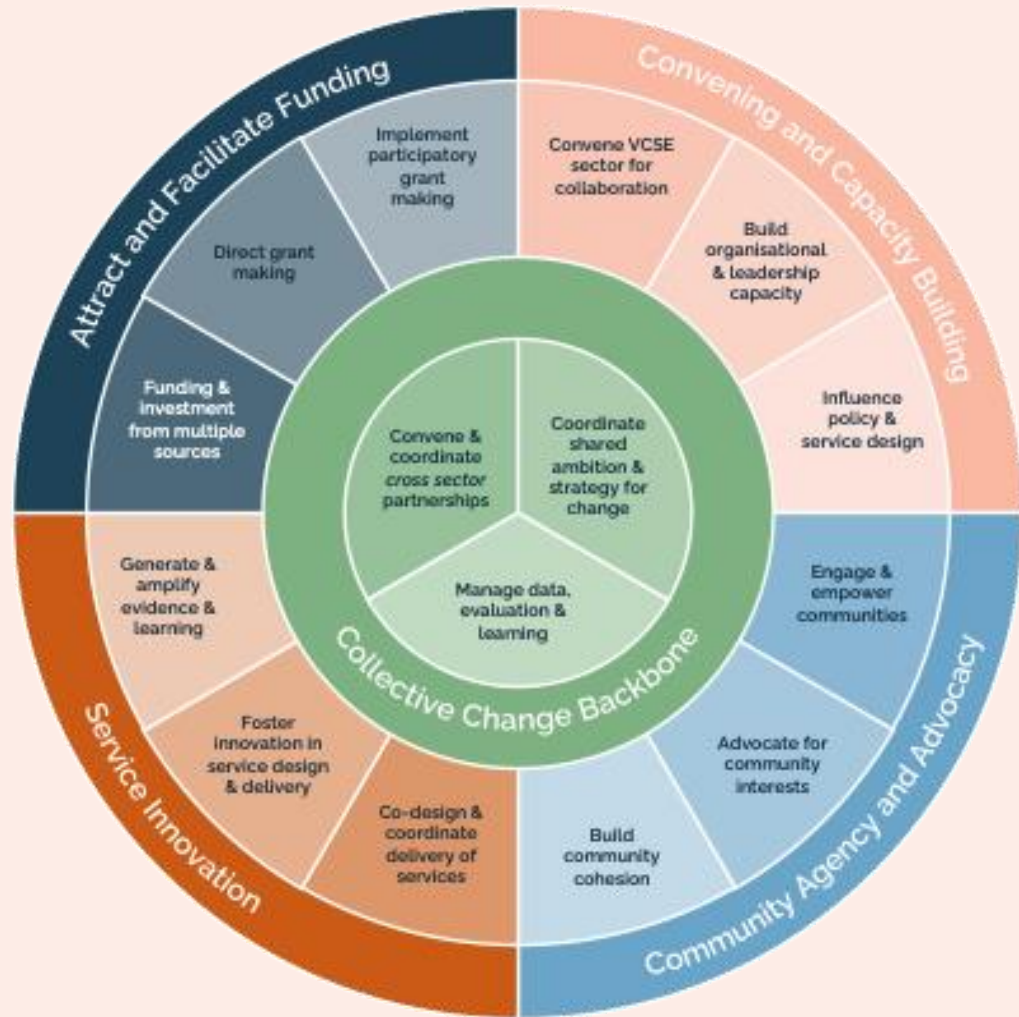 Attract and Facilitate Funding
Implement
participatory
grant
making
Direct grant
making
Funding &
investment
from multiple
sources
Convening and Capacity Building
Convene VCSE
sector for
collaboration
Build
organisational
& leadership
capacity
Influence
policy &
service design
Community Agency and Advocacy
Engage &
empower
communities
Advocate for
community
interests
Build
community
cohesion
Service Innovation
Co-design &
coordinate
delivery of
services
Foster
innovation in
service design
& delivery
Generate &
amplify
evidence &
learning
Collective Change Backbone
Convene &
coordinate
cross sector
partnerships
Coordinate
shared
ambition &
strategy for
change
Manage data,
evaluation &
learning